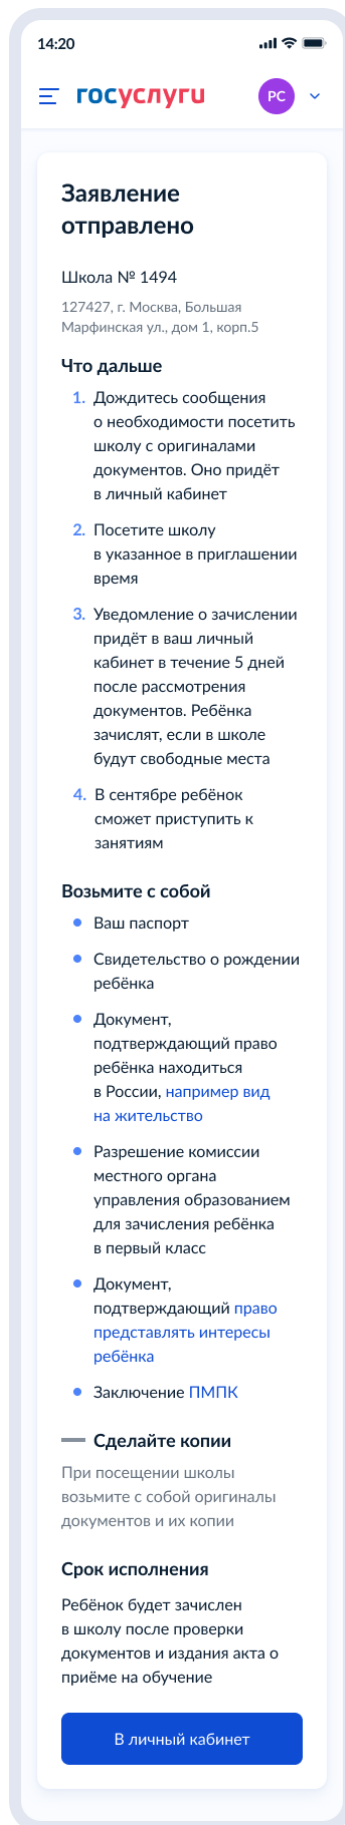 14:20
госуслуги
РС
Заявление
отправлено
Школа № 1494
127427, г. Москва, Большая
Марфинская ул., дом 1, корп.5
Что дальше
1. Дождитесь сообщения
о необходимости посетить
школу с оригиналами
документов. Оно придёт
в личный кабинет
2. Посетите школу
в указанное в приглашении
время
3. Уведомление о зачислении
придёт в ваш личный
кабинет в течение 5 дней
после рассмотрения
документов. Ребёнка
зачислят, если в школе
будут свободные места
4. В сентябре ребёнок
сможет приступить к
занятиям
Возьмите с собой
Ваш паспорт
Свидетельство о рождении
ребёнка
Документ,
подтверждающий право
ребёнка находиться
в России, например вид
на жительство
Разрешение комиссии
местного органа
управления образованием
для зачисления ребёнка
в первый класс
Документ,
подтверждающий право
представлять интересы
ребёнка
Заключение ПМПК
Сделайте копии
При посещении школы
возьмите с собой оригиналы
документов и их копии
Срок исполнения
Ребёнок будет зачислен
в школу после проверки
документов и издания акта о
приёме на обучение
В личный кабинет